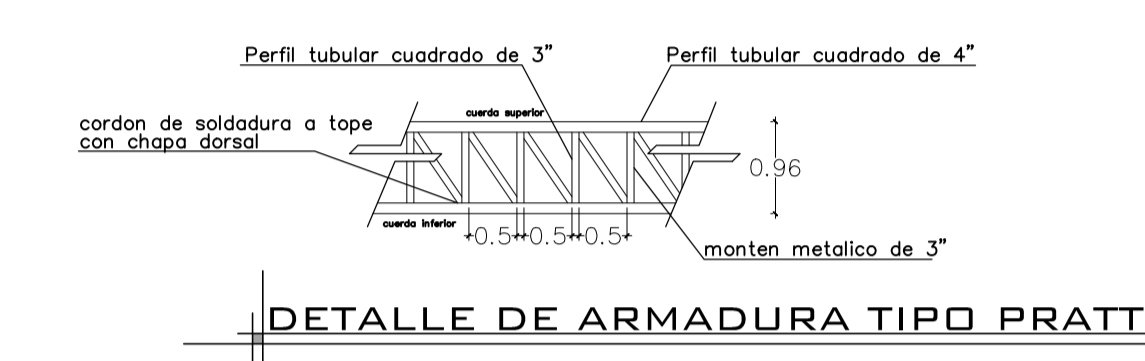 Perfil tubular cuadrado de 3”
Perfil tubular cuadrado de 4”
cuerda superior
cordon de soldadura a tope
con chapa dorsal
0.96
cuerda inferior
0.5 0.5 0.5
monten metalico de 3”
DETALLE DE ARMADURA TIPO PRATT